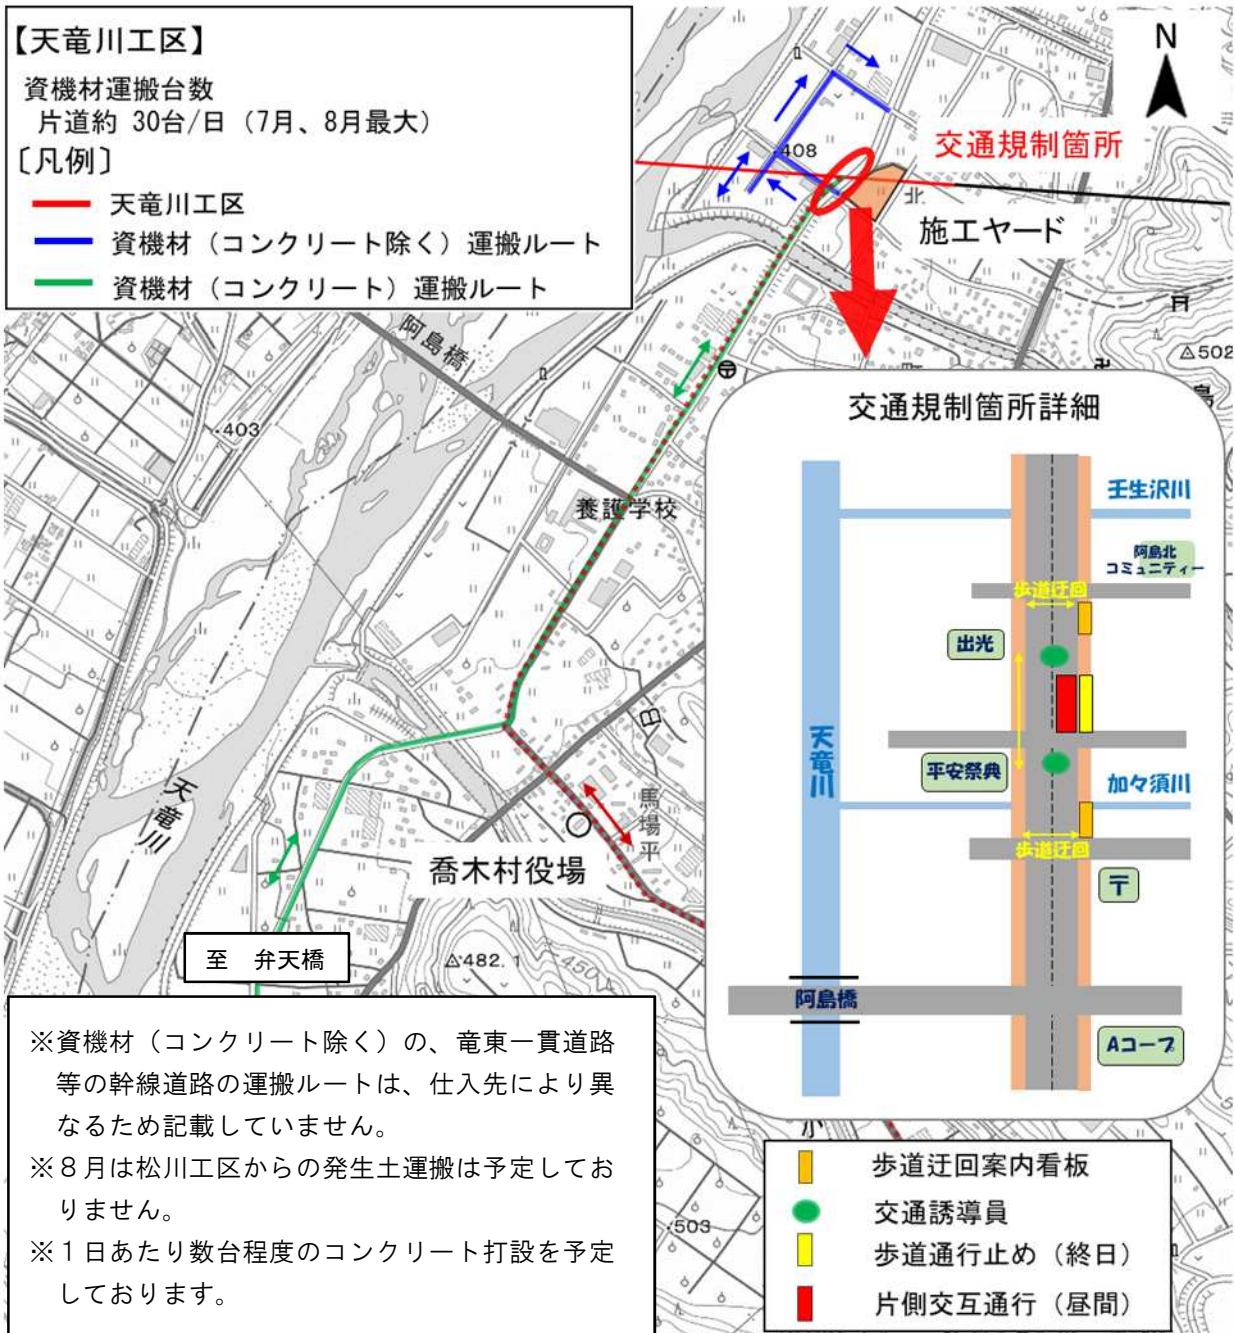 【天竜川工区】
資機材運搬台数
片道約 30台/日（7月、8月最大）
〔凡例〕
天竜川工区
資機材（コンクリート除く）運搬ルート
資機材（コンクリート）運搬ルート
N
408
交通規制箇所
北
施工ヤード
阿島橋
403
502
島
養護学校
天竜川
馬場平
喬木村役場
482.1
450
至　弁天橋
503
小
交通規制箇所詳細
壬生沢川
阿島北
コミュニティー
歩道迂回
出光
天竜川
平安祭典
加々須川
歩道迂回
〒
阿島橋
Aコープ
※資機材（コンクリート除く）の、竜東一貫道路
等の幹線道路の運搬ルートは、仕入先により異
なるため記載していません。
※８月は松川工区からの発生土運搬は予定してお
りません。
※１日あたり数台程度のコンクリート打設を予定
しております。
歩道迂回案内看板
交通誘導員
歩道通行止め（終日）
片側交互通行（昼間）